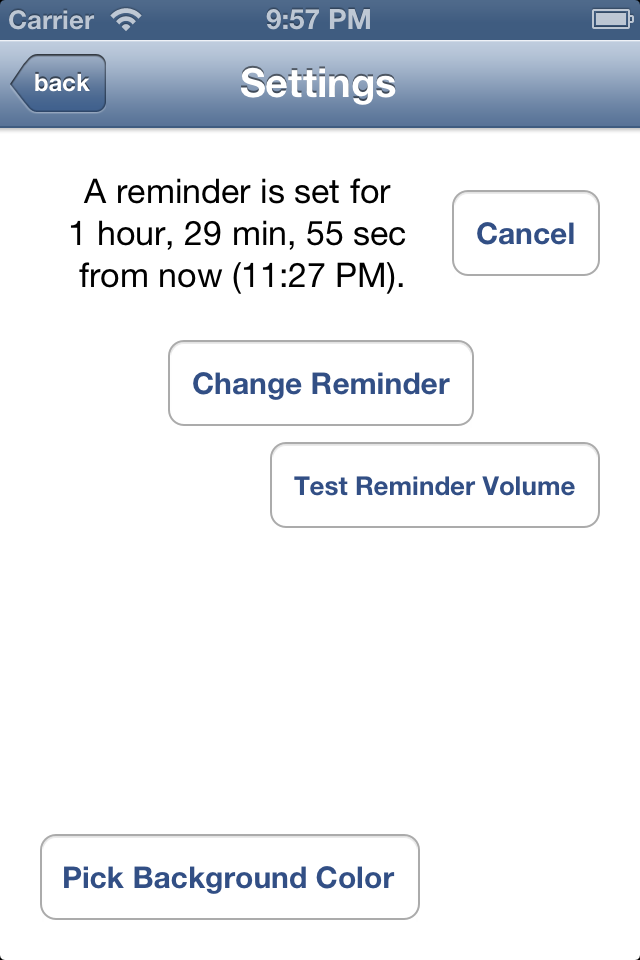 Carrier 9:57 PM
back Settings
A reminder is set for
1 hour, 29 min, 55 sec
from now (11:27 PM).
Cancel
Change Reminder
Test Reminder Volume
Pick Background Color